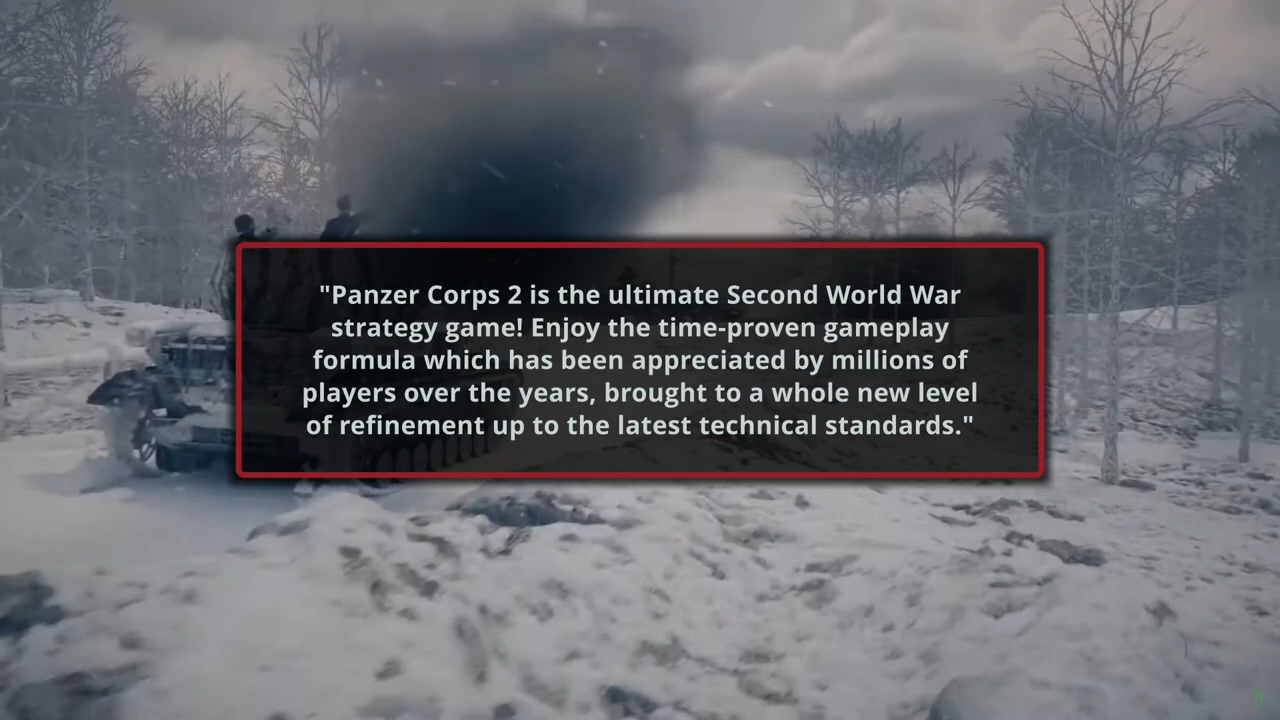 "Panzer Corps 2 is the ultimate Second World War
strategy game! Enjoy the time-proven gameplay
formula which has been appreciated by millions of
players over the years, brought to a whole new level
of refinement up to the latest technical standards."